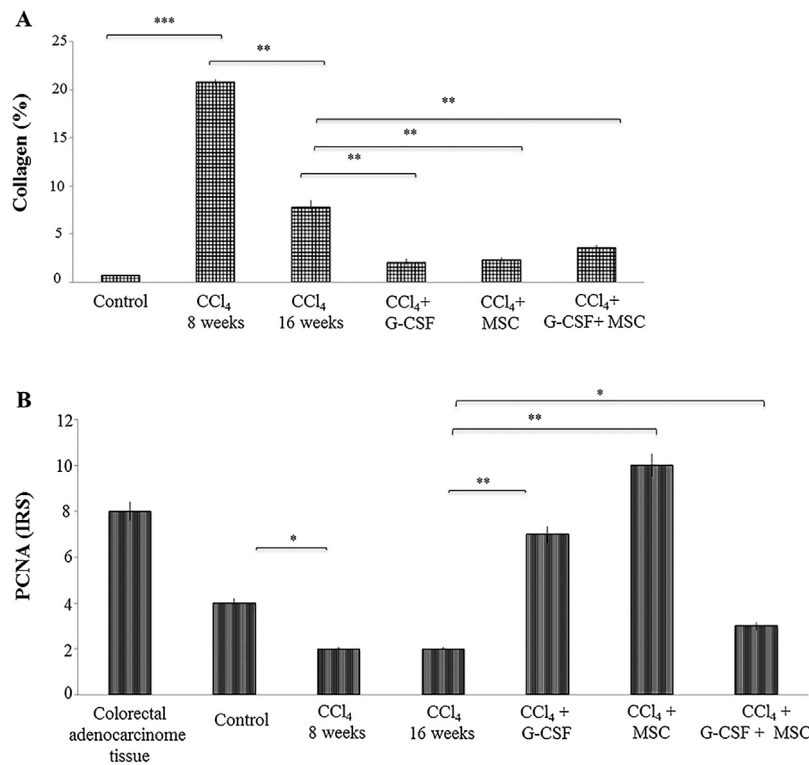 A
***
**
**
**
**
Collagen (%)
25
20
15
10
5
0
Control
CCl₄
8 weeks
CCl₄
16 weeks
CCl₄+
G-CSF
CCl₄+
MSC
CCl₄+
G-CSF+ MSC
B
*
**
**
*
PCNA (IRS)
12
10
8
6
4
2
0
Colorectal
adenocarcinome
tissue
Control
CCl₄
8 weeks
CCl₄
16 weeks
CCl₄ +
G-CSF
CCl₄ +
MSC
CCl₄ +
G-CSF + MSC